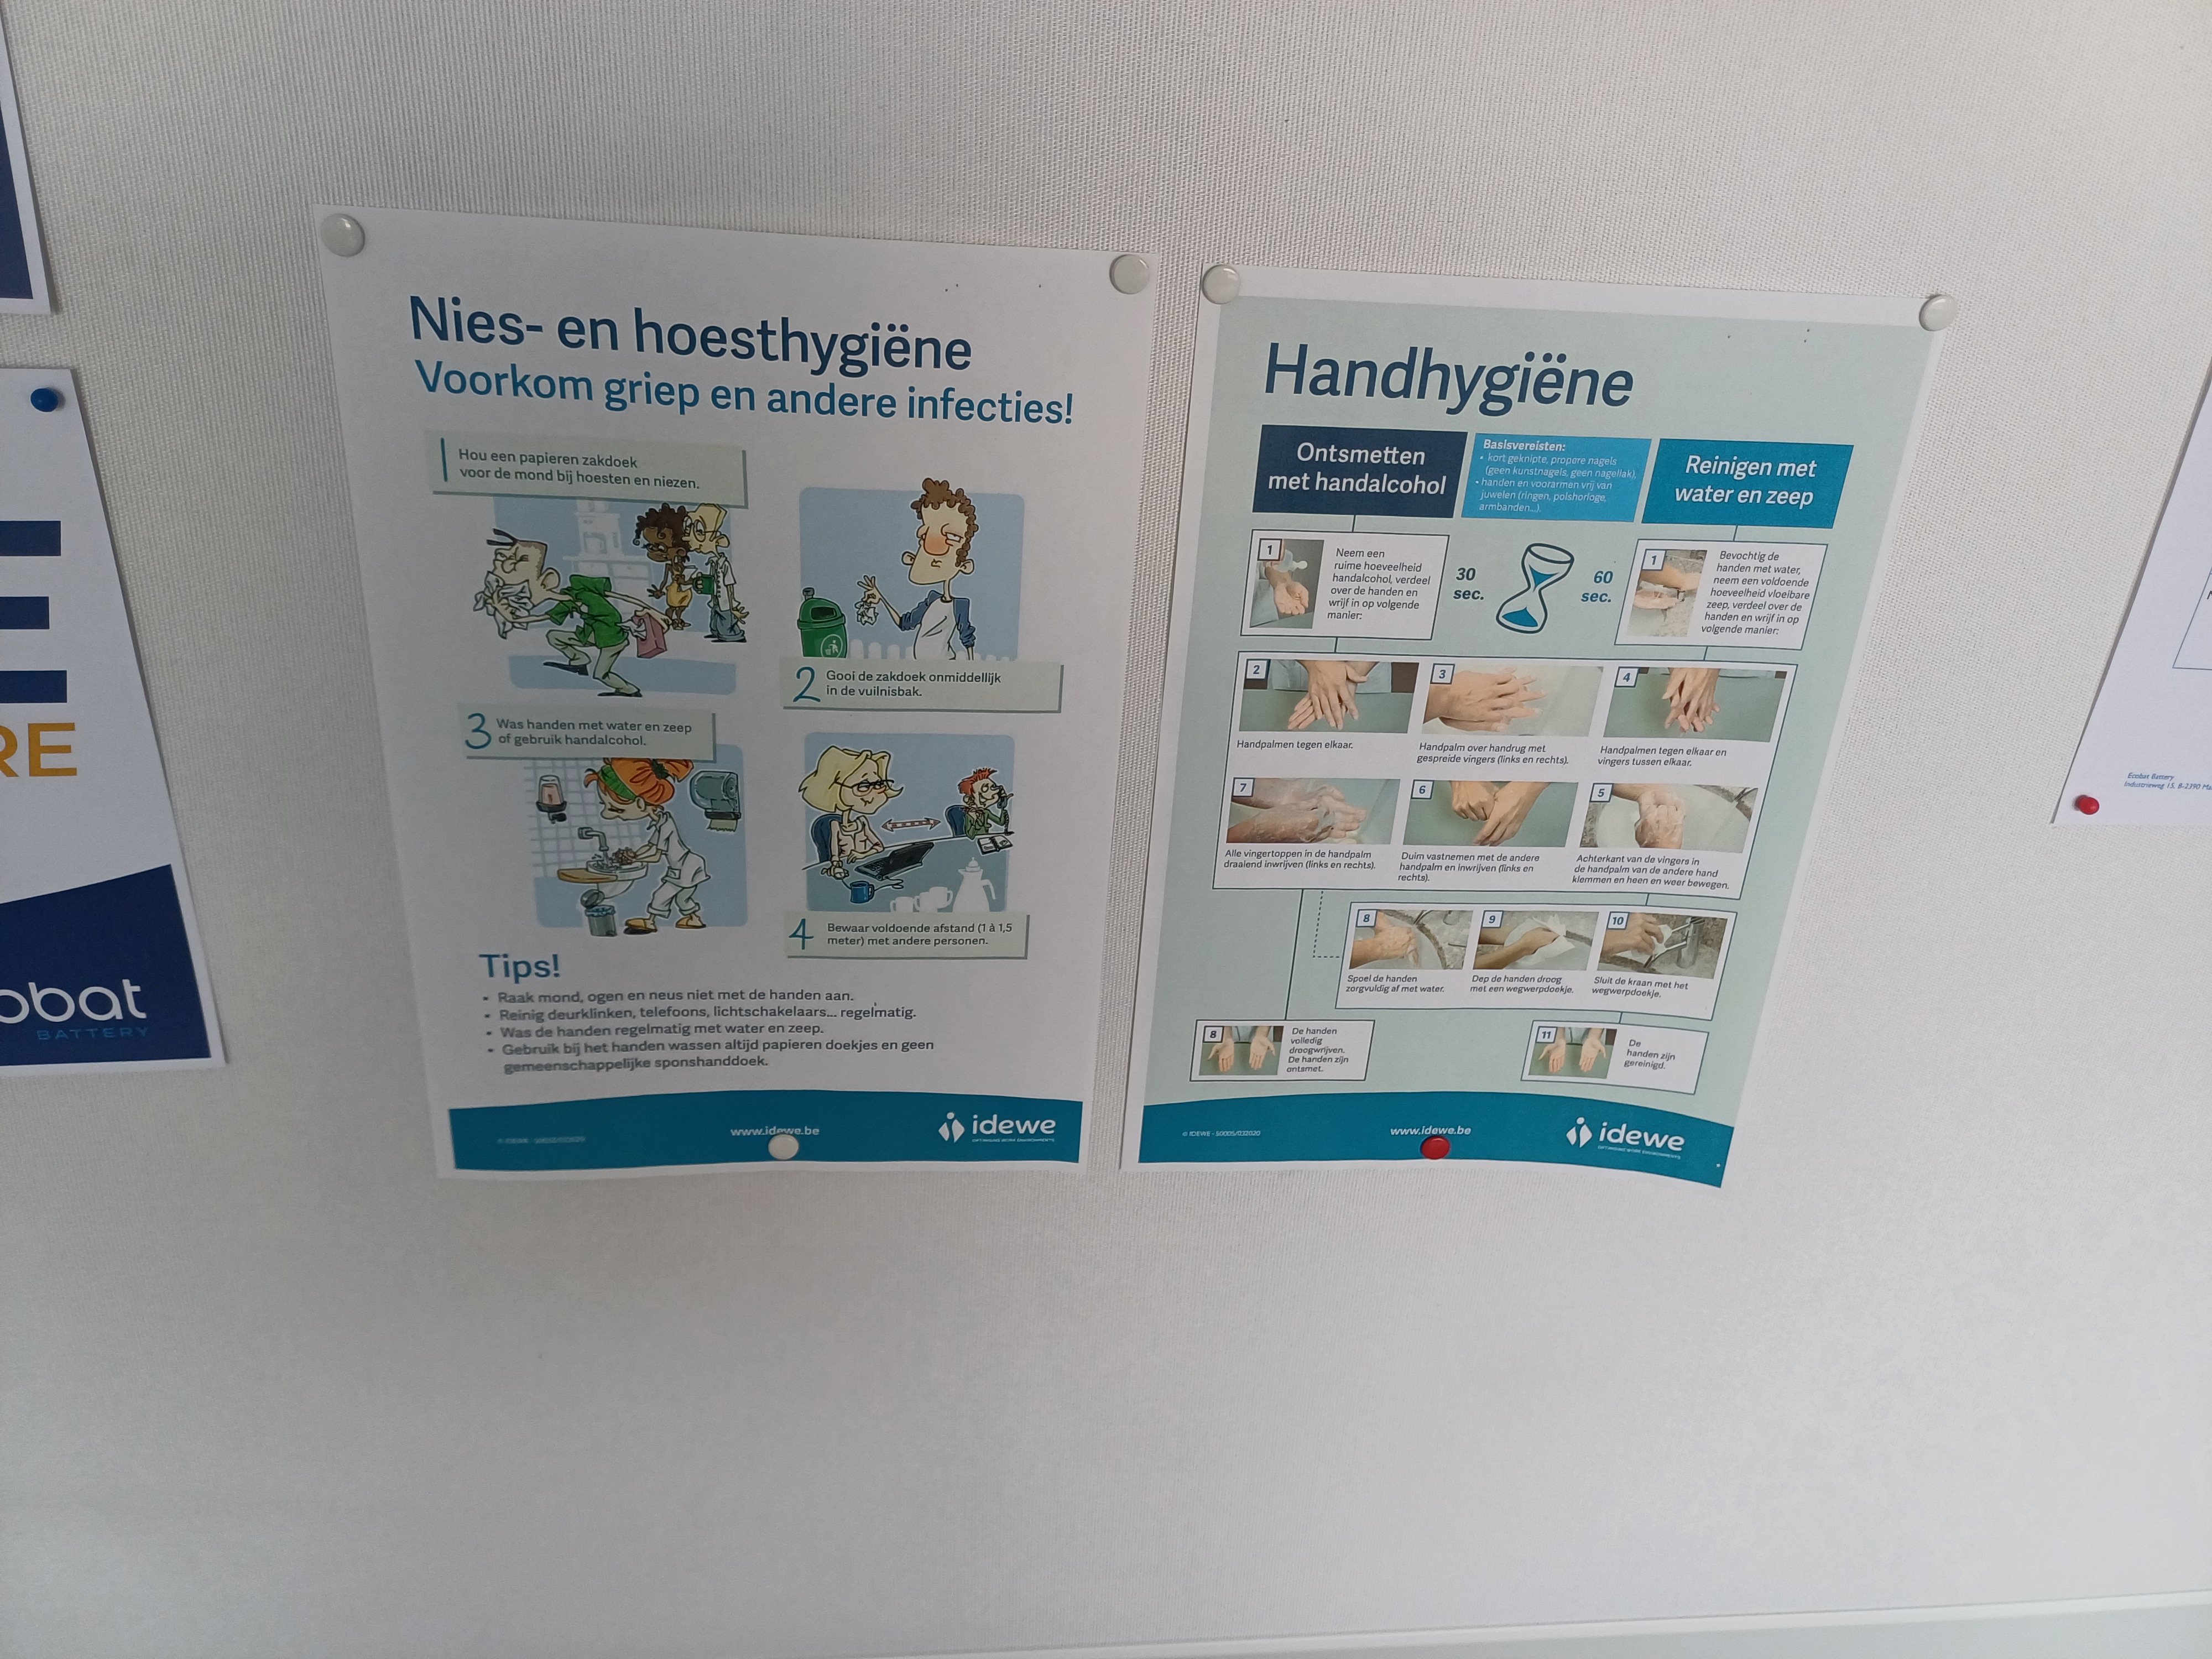 RE
obat
BATTERY
Nies- en hoesthygiëne
Voorkom griep en andere infecties!
Hou een papieren zakdoek
voor de mond bij hoesten en niezen.
2 Gooi de zakdoek onmiddellijk
in de vuilnisbak.
3 Was handen met water en zeep
of gebruik handalcohol.
4 Bewaar voldoende afstand (1 à 1,5
meter) met andere personen.
Tips!
• Raak mond, ogen en neus niet met de handen aan.
• Reinig deurklinken, telefoons, lichtschakelaars... regelmatig.
• Was de handen regelmatig met water en zeep.
• Gebruik bij het handen wassen altijd papieren doekjes en geen
gemeenschappelijke sponshanddoek.
www.idewe.be
idewe
OPTIMIZING WORK ENVIRONMENTS
Handhygiëne
Ontsmetten
met handalcohol
Basisvereisten:
• kort geknipte, propere nagels
(geen kunstnagels, geen nagellak),
• handen en voorarmen vrij van
juwelen (ringen, polshorloge,
armbanden...).
Reinigen met
water en zeep
1
Neem een
ruime hoeveelheid
handalcohol, verdeel
over de handen en
wrijf in op volgende
manier:
30
sec.
60
sec.
1
Bevochtig de
handen met water,
neem een voldoende
hoeveelheid vloeibare
zeep, verdeel over de
handen en wrijf in op
volgende manier:
2
Handpalmen tegen elkaar.
3
Handpalm over handrug met
gespreide vingers (links en rechts).
4
Handpalmen tegen elkaar en
vingers tussen elkaar.
7
Alle vingertoppen in de handpalm
draaiend inwrijven (links en rechts).
6
Duim vastnemen met de andere
handpalm en inwrijven (links en
rechts).
5
Achterkant van de vingers in
de handpalm van de andere hand
klemmen en heen en weer bewegen.
8
Spoel de handen
zorgvuldig af met water.
9
Dep de handen droog
met een wegwerpdoekje.
10
Sluit de kraan met het
wegwerpdoekje.
8
De handen
volledig
droogwrijven.
De handen zijn
ontsmet.
11
De
handen zijn
gereinigd.
© IDEWE - S0005/032020
www.idewe.be
idewe
OPTIMIZING WORK ENVIRONMENTS
Ecobat Battery
Industrieweg 15, B-2390